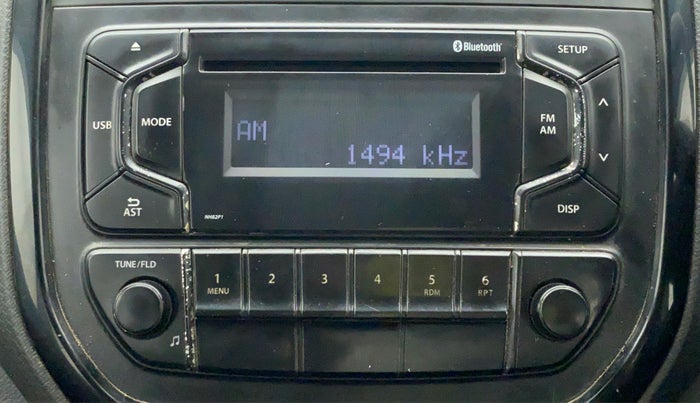 Bluetooth
SETUP
USB
MODE
FM
AM
AM
1494 kHz
AST
DISP
NH62P1
TUNE/FLD
1
MENU
2
3
4
5
RDM
6
RPT